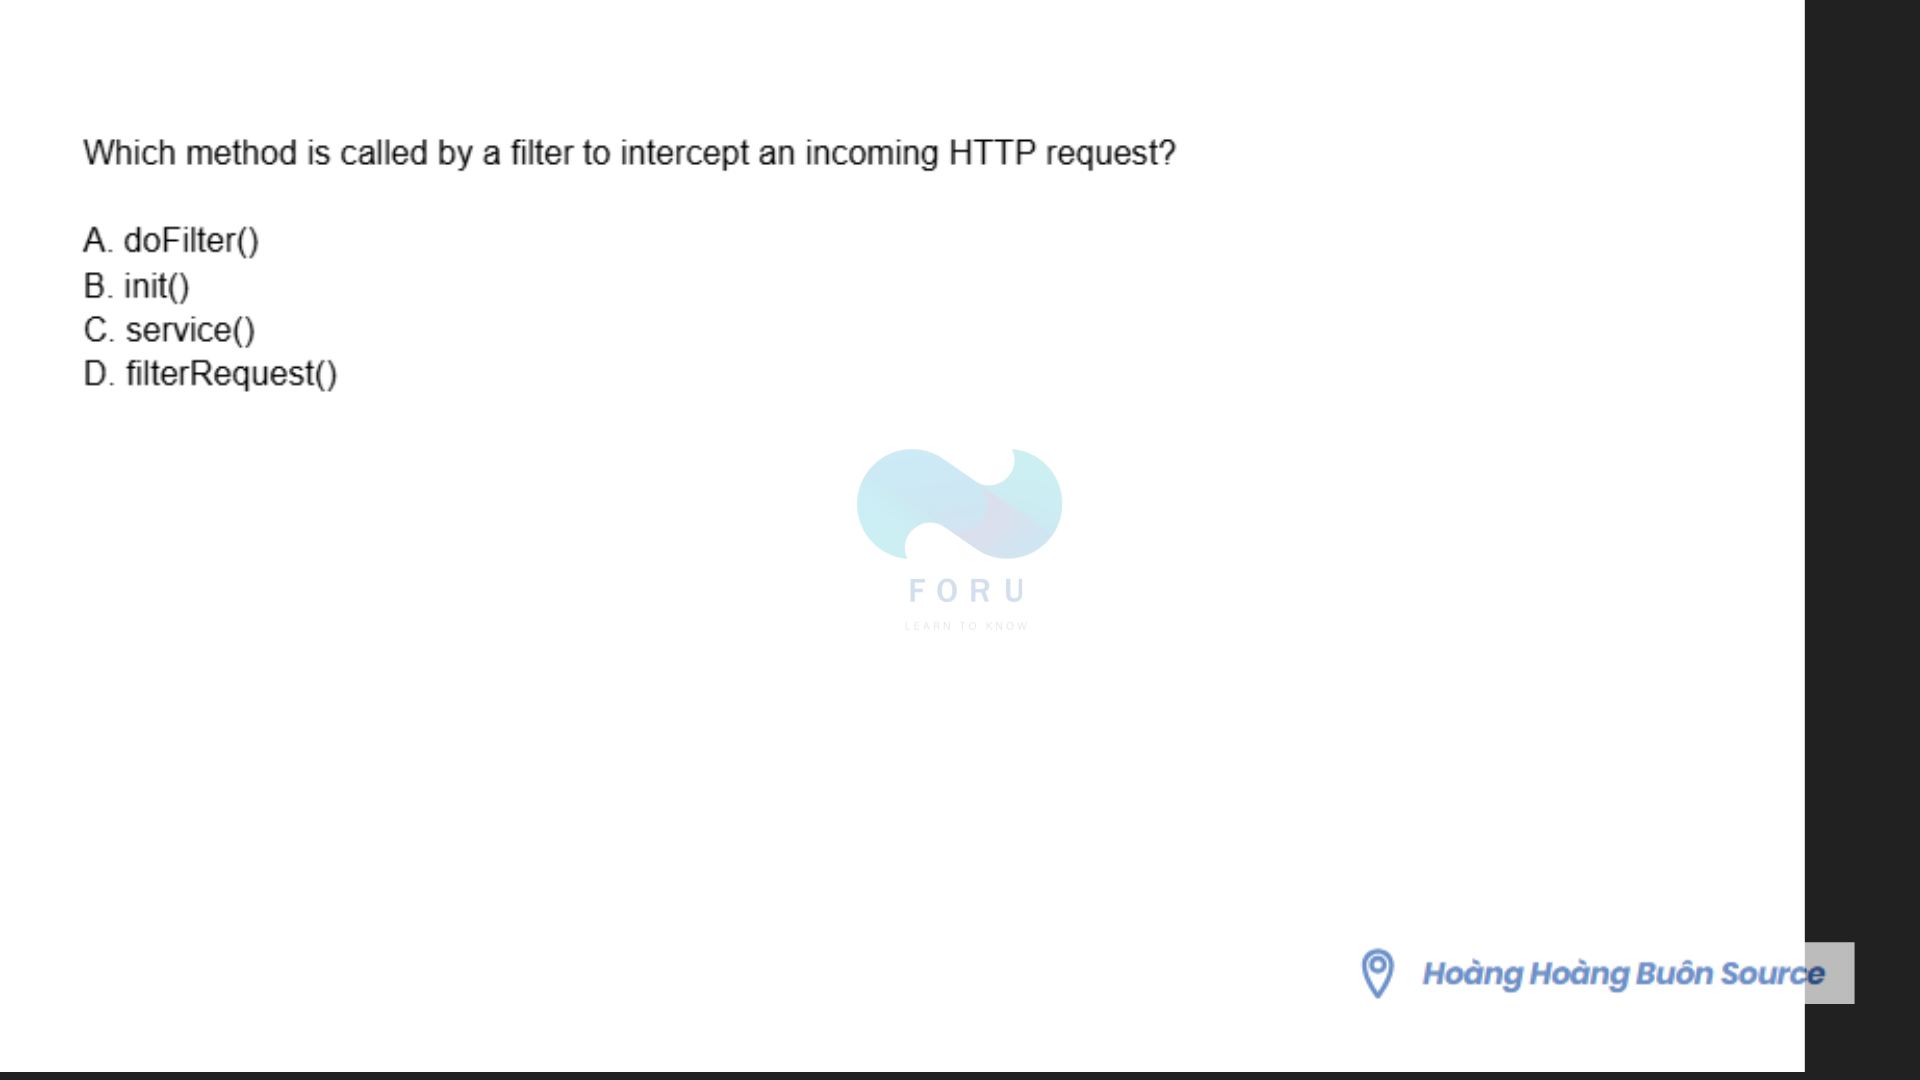 Which method is called by a filter to intercept an incoming HTTP request?
A. doFilter()
B. init()
C. service()
D. filterRequest()
FORU
LEARN TO KNOW
Hoàng Hoàng Buôn Source